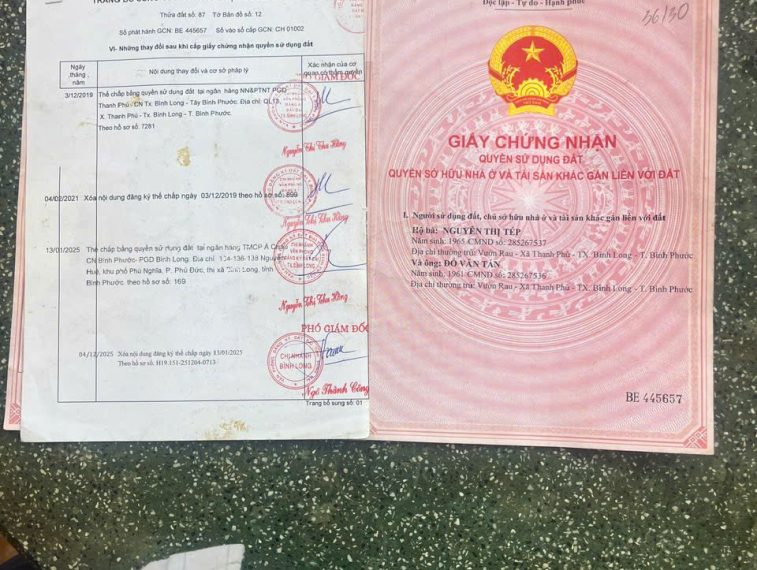 Thửa đất số: 87 Tờ Bản đồ số: 12
Số phát hành GCN: BE 445657 Số vào sổ cấp GCN: CH 01002
VI- Những thay đổi sau khi cấp giấy chứng nhận quyền sử dụng đất
Ngày tháng năm
Nội dung thay đổi và cơ sở pháp lý
Xác nhận của cơ quan có thẩm quyền
GIÁM ĐỐC
3/12/2019 Thế chấp bằng quyền sử dụng đất tại ngân hàng NN&PTNT PGD
Thanh Phú- CN Tx. Bình Long - Tây Bình Phước. Địa chỉ: QL13,
X. Thanh Phú - Tx. Bình Long - T. Bình Phước.
Theo hồ sơ: 7281
Nguyễn Thị Thu Hồng
04/02/2021 Xóa nội dung đăng ký thế chấp ngày 03/12/2019 theo hồ sơ số: 899
Nguyễn Thị Thu Hồng
13/01/2025 Thế chấp bằng quyền sử dụng đất tại ngân hàng TMCP Á Châu
CN Bình Phước- PGD Bình Long. Địa chỉ: 134-136-138 Nguyễn
Huệ, khu phố Phú Nghĩa, P. Phú Đức, thị xã Bình Long, tỉnh
Bình Phước. theo hồ sơ số: 169
Nguyễn Thị Thu Hồng
PHÓ GIÁM ĐỐC
04/12/2025 Xóa nội dung đăng ký thế chấp ngày 13/01/2025
Theo hồ sơ: H19.151-251204-0713
CHI NHÁNH
BÌNH LONG
Ngô Thành Công
Trang bổ sung số: 01
Độc lập - Tự do - Hạnh phúc
36130
GIẤY CHỨNG NHẬN
QUYỀN SỬ DỤNG ĐẤT
QUYỀN SỞ HỮU NHÀ Ở VÀ TÀI SẢN KHÁC GẮN LIỀN VỚI ĐẤT
I. Người sử dụng đất, chủ sở hữu nhà ở và tài sản khác gắn liền với đất
Hộ bà: NGUYỄN THỊ TÉP
Năm sinh: 1965 CMND số: 285267537
Địa chỉ thường trú: Vườn Rau - Xã Thanh Phú - TX. Bình Long - T. Bình Phước
Và ông: ĐỖ VĂN TÁN
Năm sinh: 1961 CMND số: 285267536
Địa chỉ thường trú: Vườn Rau - Xã Thanh Phú - TX. Bình Long - T. Bình Phước
BE 445657